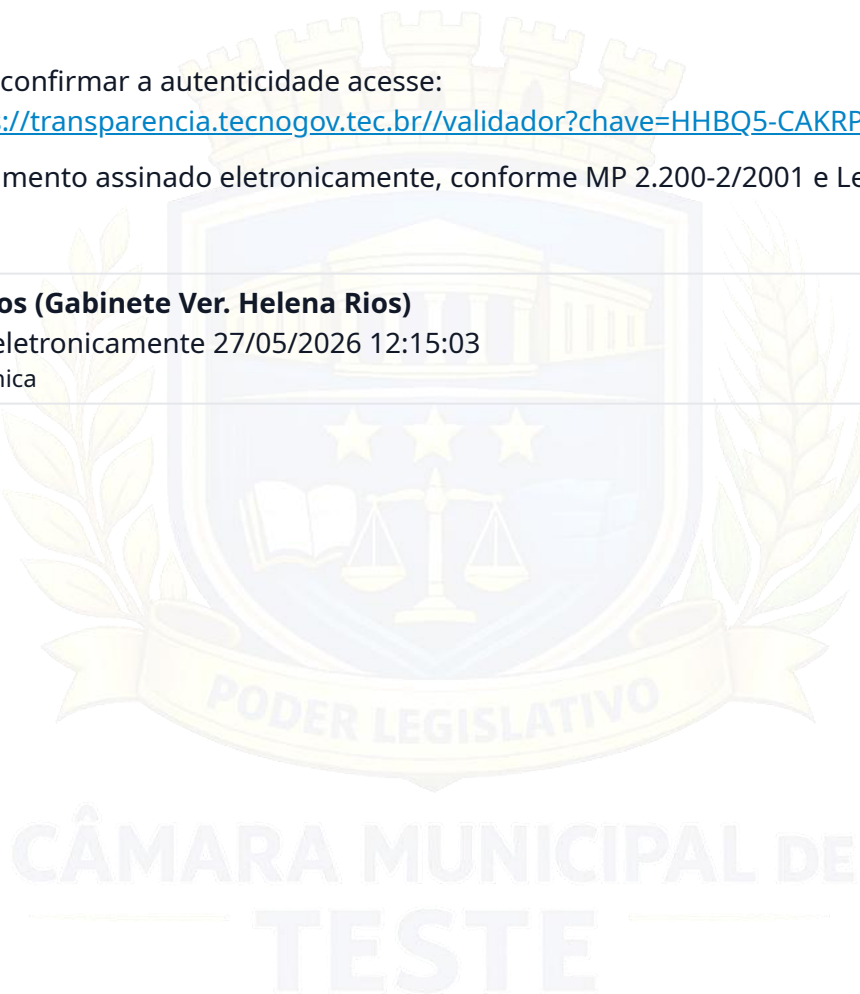 confirmar a autenticidade acesse:
://transparencia.tecnogov.tec.br//validador?chave=HHBQ5-CAKRP
mento assinado eletronicamente, conforme MP 2.200-2/2001 e Le
os (Gabinete Ver. Helena Rios)
eletronicamente 27/05/2026 12:15:03
nica
PODER LEGISLATIVO
CÂMARA MUNICIPAL DE
TESTE